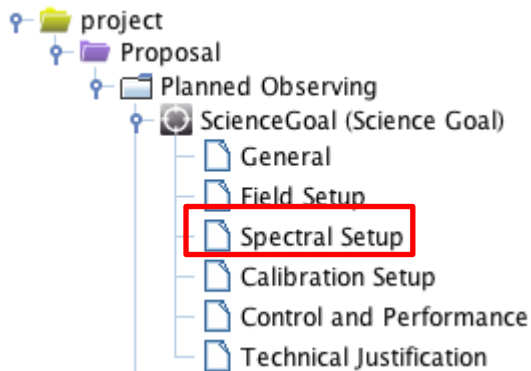 project
Proposal
Planned Observing
ScienceGoal (Science Goal)
General
Field Setup
Spectral Setup
Calibration Setup
Control and Performance
Technical Justification